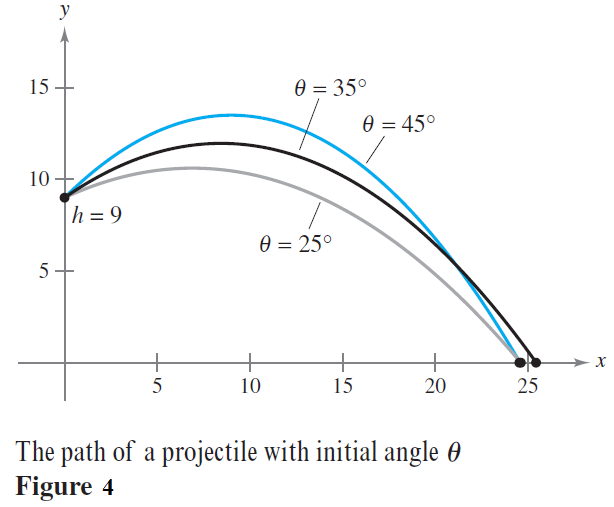 y
15
θ = 35°
θ = 45°
10
h = 9
θ = 25°
5
x
5 10 15 20 25
The path of a projectile with initial angle θ
Figure 4